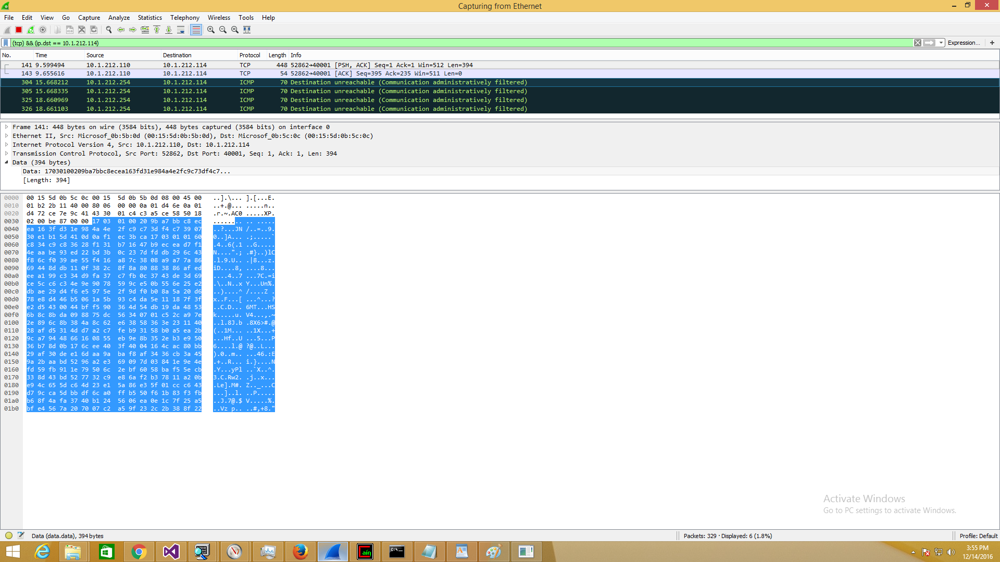 Capturing from Ethernet
File Edit View Go Capture Analyze Statistics Telephony Wireless Tools Help
(tcp) && (ip.dst == 10.1.212.114)
Expression... +
No. Time Source Destination Protocol Length Info
141 9.599494 10.1.212.110 10.1.212.114 TCP 448 52862→40001 [PSH, ACK] Seq=1 Ack=1 Win=512 Len=394
143 9.655616 10.1.212.110 10.1.212.114 TCP 54 52862→40001 [ACK] Seq=395 Ack=235 Win=511 Len=0
304 15.668212 10.1.212.254 10.1.212.114 ICMP 70 Destination unreachable (Communication administratively filtered)
305 15.668335 10.1.212.254 10.1.212.114 ICMP 70 Destination unreachable (Communication administratively filtered)
325 18.660969 10.1.212.254 10.1.212.114 ICMP 70 Destination unreachable (Communication administratively filtered)
326 18.661103 10.1.212.254 10.1.212.114 ICMP 70 Destination unreachable (Communication administratively filtered)
Frame 141: 448 bytes on wire (3584 bits), 448 bytes captured (3584 bits) on interface 0
Ethernet II, Src: Microsof_0b:5b:0d (00:15:5d:0b:5b:0d), Dst: Microsof_0b:5c:0c (00:15:5d:0b:5c:0c)
Internet Protocol Version 4, Src: 10.1.212.110, Dst: 10.1.212.114
Transmission Control Protocol, Src Port: 52862, Dst Port: 40001, Seq: 1, Ack: 1, Len: 394
Data (394 bytes)
Data: 17030100209ba7bbc8ecea163fd31e984a4e2fc9c73df4c7...
[Length: 394]
0000 00 15 5d 0b 5c 0c 00 15 5d 0b 5b 0d 08 00 45 00 ..].\... ].[...E.
0010 01 b2 2b 11 40 00 80 06 00 00 0a 01 d4 6e 0a 01 ..+.@... .....n..
0020 d4 72 ce 7e 9c 41 43 30 01 c4 c3 a5 ce 58 50 18 .r.~.AC0 .....XP.
0030 02 00 be 87 00 00 17 03 01 00 20 9b a7 bb c8 ec ........ .. .....
0040 ea 16 3f d3 1e 98 4a 4e 2f c9 c7 3d f4 c7 39 07 ..?...JN /..=..9.
0050 30 e1 b1 5d 41 0d 0a f1 ec 3b ca 17 03 01 01 60 0..]A... .;.....`
0060 c8 34 c9 c8 36 28 f1 31 b7 16 47 b9 ec ea d7 f1 .4..6(.1 ..G.....
0070 4e aa be 93 ed 22 bd 3b 0c 23 7d fd db 29 6c 43 N....".; .#}..)lC
0080 f8 6c f0 39 ae 55 f4 16 a8 7c 38 08 a9 a7 7a 86 .l.9.U.. .|8...z.
0090 69 44 8d db 11 0f 38 2c 8f 8a 80 88 38 86 af ed iD....8, ....8...
00a0 ee a1 99 c3 34 d9 fa 37 c7 fb 0c 37 43 de 3d 69 ....4..7 ...7C.=i
00b0 ce 5c c6 c3 4e 9e 90 78 59 9c e5 0b 55 6e 25 e2 .\..N..x Y...Un%.
00c0 db ae 29 d4 f6 e5 97 5e 2f 9d f0 b0 8a 5a 20 d6 ..)....^ /....Z .
00d0 78 e8 d4 46 b5 06 1a 5b 93 c4 da 5e 11 18 7f 3f x..F...[ ...^...?
00e0 e2 d5 43 00 44 bf f5 90 36 4d 54 db 19 da 48 53 ..C.D... 6MT...HS
00f0 6b 8c 8b da 09 88 75 dc 56 34 07 01 c5 2c a9 7e k.....u. V4...,.~
0100 2e 89 6c 8b 38 4a 8c 62 e6 38 58 36 3e 23 11 40 ..l.8J.b .8X6>#.@
0110 28 af d5 31 4d d7 a2 c7 fe b9 31 58 b0 a5 ea 2b (..1M... ..1X...+
0120 9c a7 94 48 66 16 08 55 eb 9e 8b 35 2e b3 e9 50 ...Hf..U ...5...P
0130 36 b7 8d 0b 17 6c ee 40 3f 40 04 16 4c ac 80 bb 6....l.@ ?@..L...
0140 29 af 30 de e1 6d aa 9a ba f8 af 34 36 cb 3a 45 ).0..m.. ...46.:E
0150 9a 2b aa bd 52 96 a2 e3 69 09 7d 03 84 1e 9e 4e .+..R... i.}....N
0160 fd 59 fb 91 1e 79 50 6c 2e bf 60 58 ba f5 5e cb .Y...yPl ..`X..^.
0170 33 8d 43 bd 52 77 32 c9 e8 6a f2 b3 78 11 a2 0b 3.C.Rw2. .j..x...
0180 e9 4c 65 5d c6 4d 23 e1 5a 86 e3 5f 01 cc c6 43 .Le].M#. Z.._...C
0190 d7 9c ca 5d bb df 6c a0 ff b5 50 f6 1b 83 f3 fb ...]..l. ..P.....
01a0 b6 8f 4a fa 37 40 b1 24 56 06 ea 0e 1c 7f 25 a5 ..J.7@.$ V.....%.
01b0 bf e4 56 7a 20 70 07 c2 a5 9f 23 2c 2b 38 8f 22 ..Vz p.. ..#,+8."
Activate Windows
Go to PC settings to activate Windows.
Data (data.data), 394 bytes
Packets: 329 · Displayed: 6 (1.8%)
Profile: Default
Cain
C:\.
3:55 PM
12/14/2016